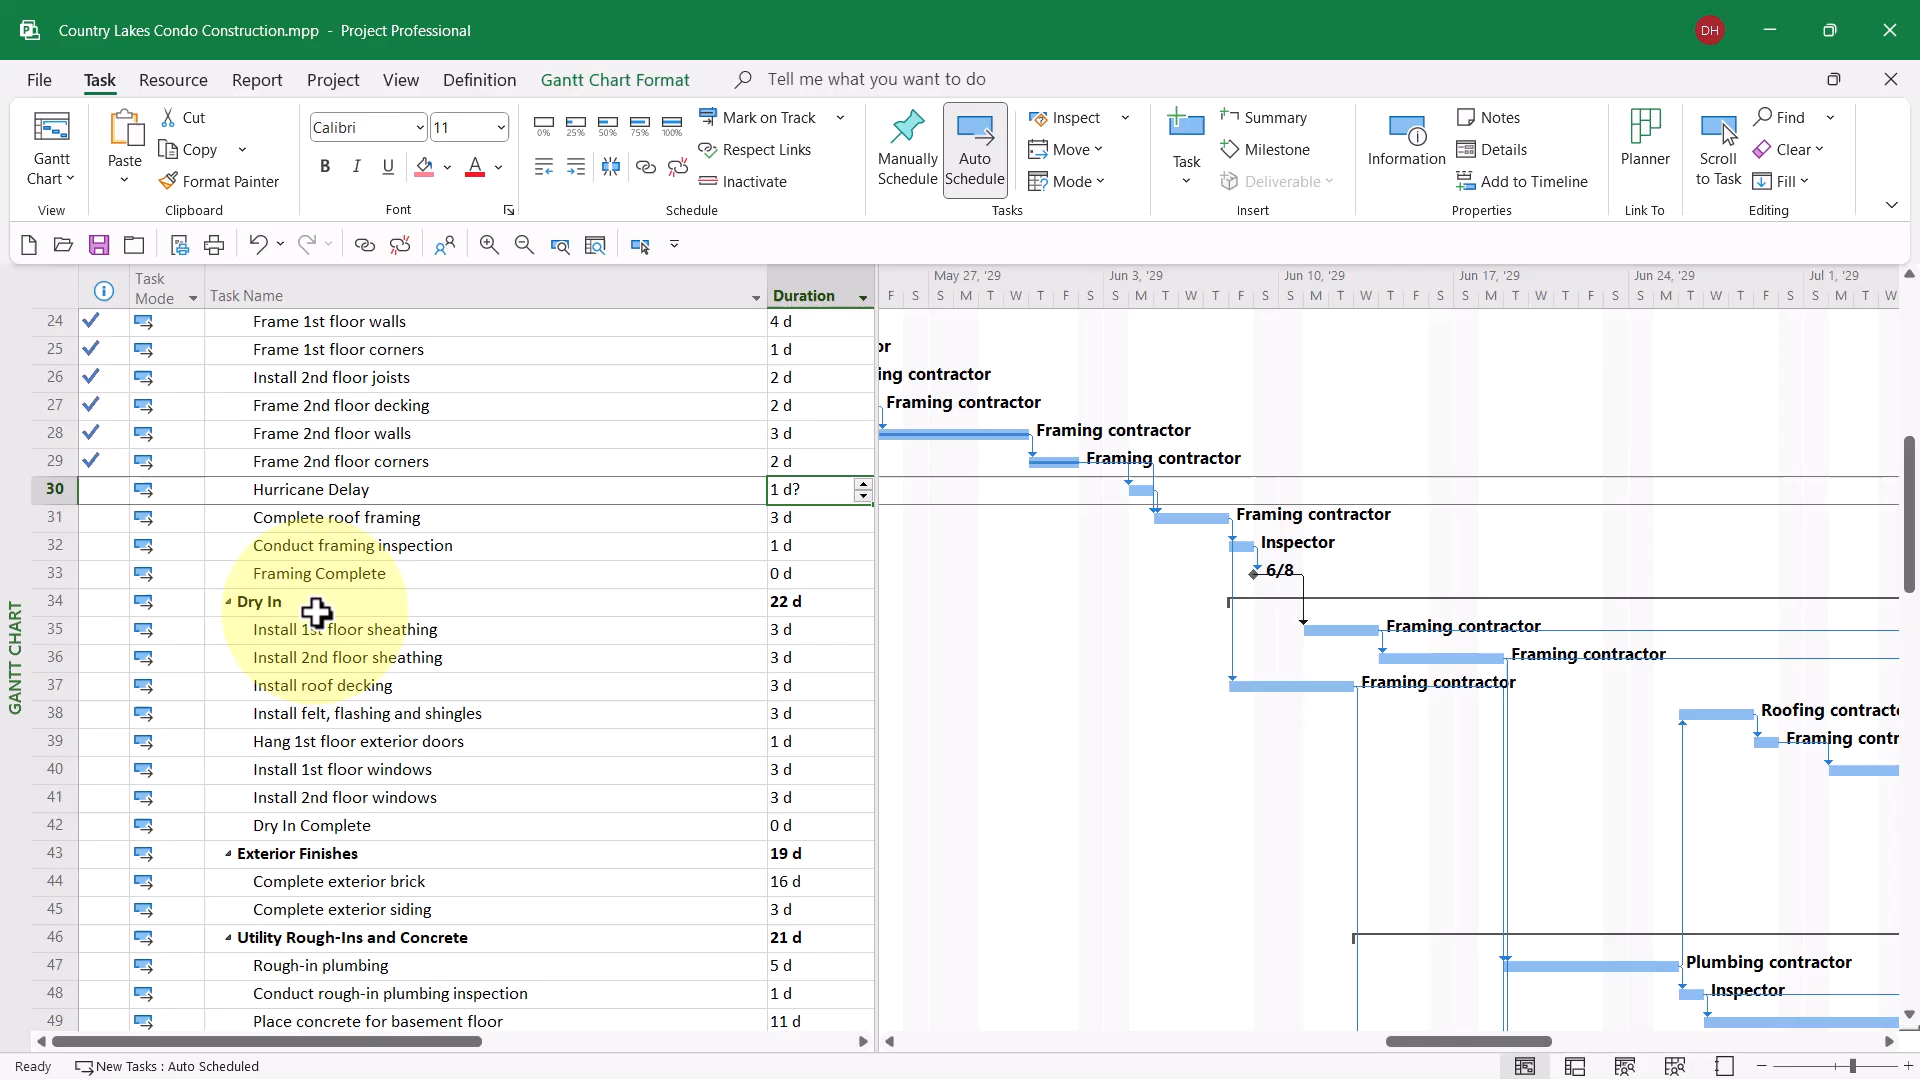 Country Lakes Condo Construction.mpp - Project Professional
DH
File Task Resource Report Project View Definition Gantt Chart Format Tell me what you want to do
Gantt Chart
View
Paste
Cut
Copy
Format Painter
Clipboard
Calibri 11
B I U A
Font
0% 25% 50% 75% 100%
Mark on Track
Respect Links
Inactivate
Schedule
Manually Schedule
Auto Schedule
Inspect
Move
Mode
Tasks
Task
Summary
Milestone
Deliverable
Insert
Information
Notes
Details
Add to Timeline
Properties
Planner
Link To
Scroll to Task
Find
Clear
Fill
Editing
Task Mode Task Name Duration
May 27, '29 Jun 3, '29 Jun 10, '29 Jun 17, '29 Jun 24, '29 Jul 1, '29
F S S M T W T F S S M T W T F S S M T W T F S S M T W T F S S M T W T F S S M T W
24 Frame 1st floor walls 4 d
25 Frame 1st floor corners 1 d or
26 Install 2nd floor joists 2 d ing contractor
27 Frame 2nd floor decking 2 d Framing contractor
28 Frame 2nd floor walls 3 d Framing contractor
29 Frame 2nd floor corners 2 d Framing contractor
30 Hurricane Delay 1 d?
31 Complete roof framing 3 d Framing contractor
32 Conduct framing inspection 1 d Inspector
33 Framing Complete 0 d 6/8
34 Dry In 22 d
35 Install 1st floor sheathing 3 d Framing contractor
36 Install 2nd floor sheathing 3 d Framing contractor
37 Install roof decking 3 d Framing contractor
38 Install felt, flashing and shingles 3 d Roofing contracto
39 Hang 1st floor exterior doors 1 d Framing contr
40 Install 1st floor windows 3 d
41 Install 2nd floor windows 3 d
42 Dry In Complete 0 d
43 Exterior Finishes 19 d
44 Complete exterior brick 16 d
45 Complete exterior siding 3 d
46 Utility Rough-Ins and Concrete 21 d
47 Rough-in plumbing 5 d Plumbing contractor
48 Conduct rough-in plumbing inspection 1 d Inspector
49 Place concrete for basement floor 11 d
GANTT CHART
Ready New Tasks : Auto Scheduled